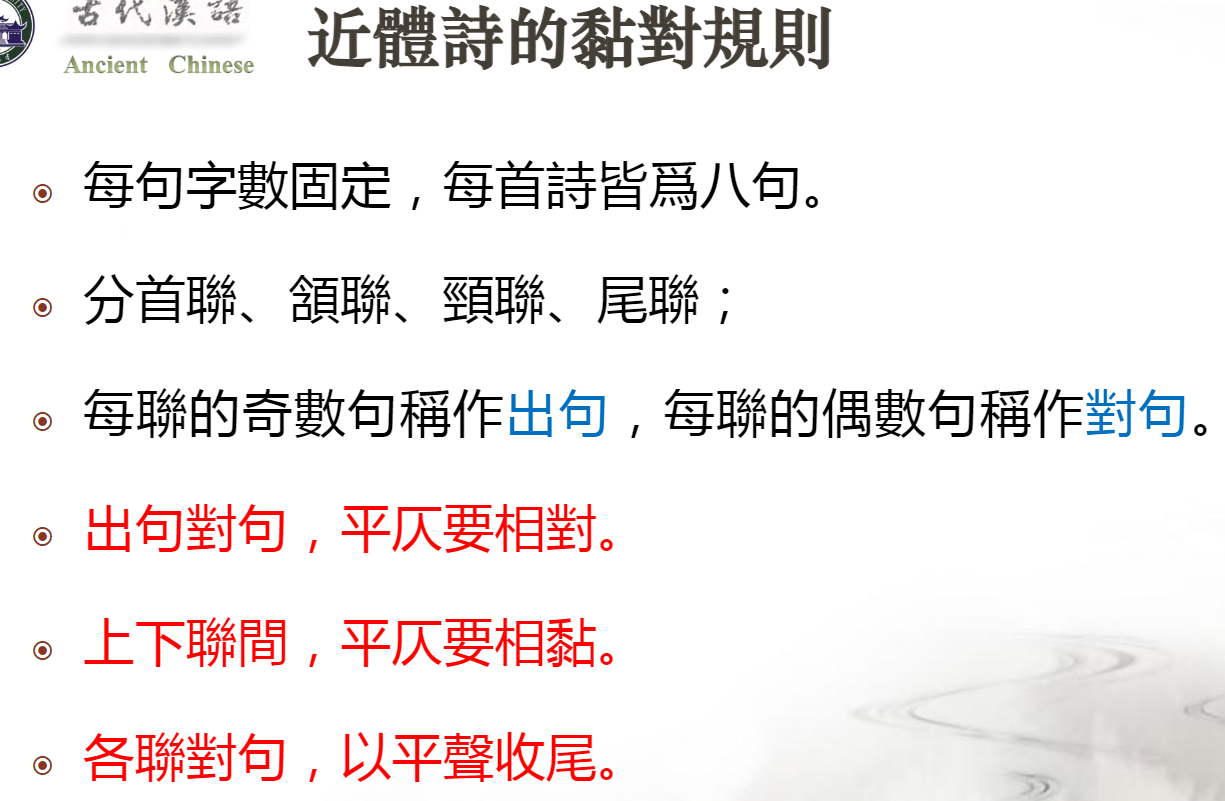 古代漢語
Ancient Chinese
近體詩的黏對規則
每句字數固定，每首詩皆爲八句。
分首聯、頷聯、頸聯、尾聯；
每聯的奇數句稱作出句，每聯的偶數句稱作對句。
出句對句，平仄要相對。
上下聯間，平仄要相黏。
各聯對句，以平聲收尾。